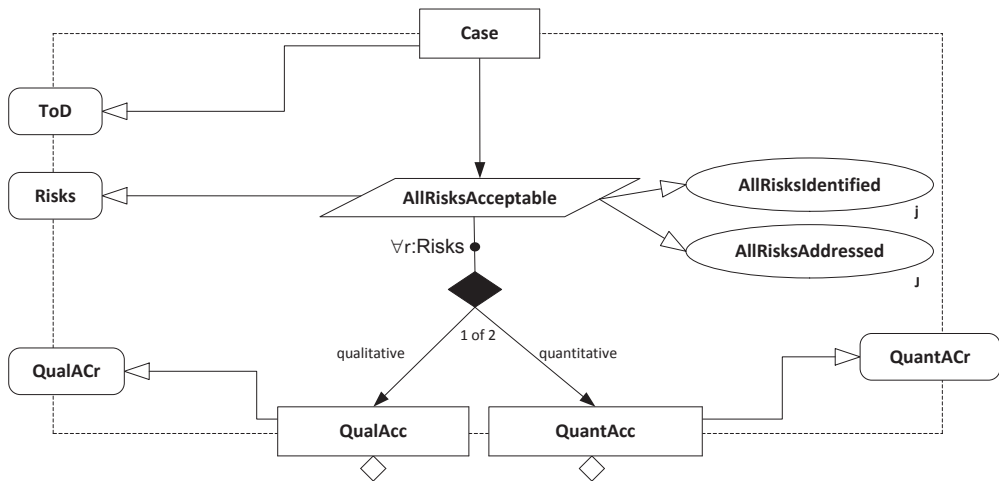 Case
ToD
Risks
AllRisksAcceptable
AllRisksIdentified
j
∀r:Risks
AllRisksAddressed
J
1 of 2
qualitative
quantitative
QualACr
QuantACr
QualAcc
QuantAcc